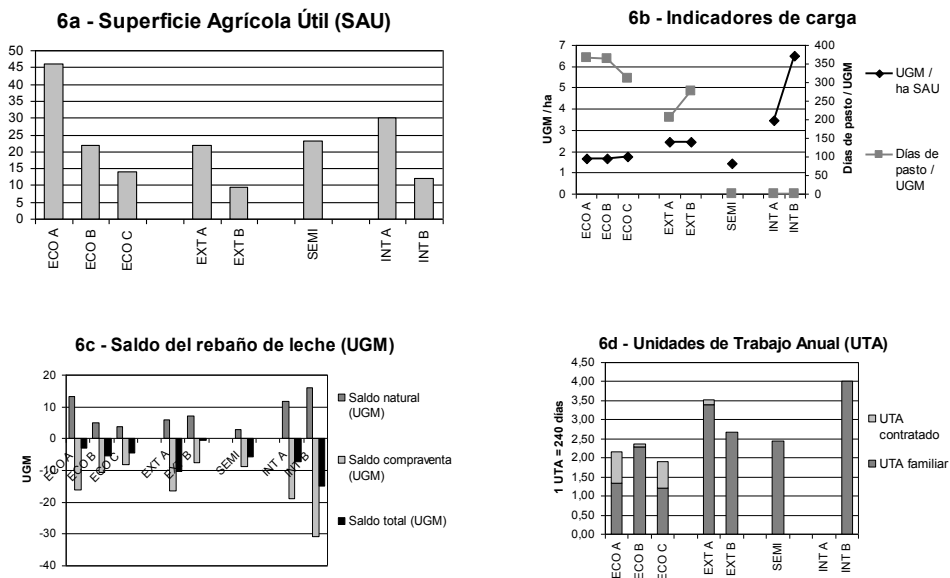 6a - Superficie Agrícola Útil (SAU)
50
45
40
35
30
25
20
15
10
5
0
ECO A
ECO B
ECO C
EXT A
EXT B
SEMI
INT A
INT B
6b - Indicadores de carga
7
6
5
4
3
2
1
0
UGM / ha
400
350
300
250
200
150
100
50
0
Días de pasto / UGM
ECO A
ECO B
ECO C
EXT A
EXT B
SEMI
INT A
INT B
UGM /
ha SAU
Días de
pasto /
UGM
6c - Saldo del rebaño de leche (UGM)
20
10
0
-10
-20
-30
-40
UGM
ECO A
ECO B
ECO C
EXT A
EXT B
SEMI
INT A
INT B
Saldo natural
(UGM)
Saldo compraventa
(UGM)
Saldo total (UGM)
6d - Unidades de Trabajo Anual (UTA)
4,50
4,00
3,50
3,00
2,50
2,00
1,50
1,00
0,50
0,00
1 UTA = 240 días
ECO A
ECO B
ECO C
EXT A
EXT B
SEMI
INT A
INT B
UTA
contratado
UTA familiar